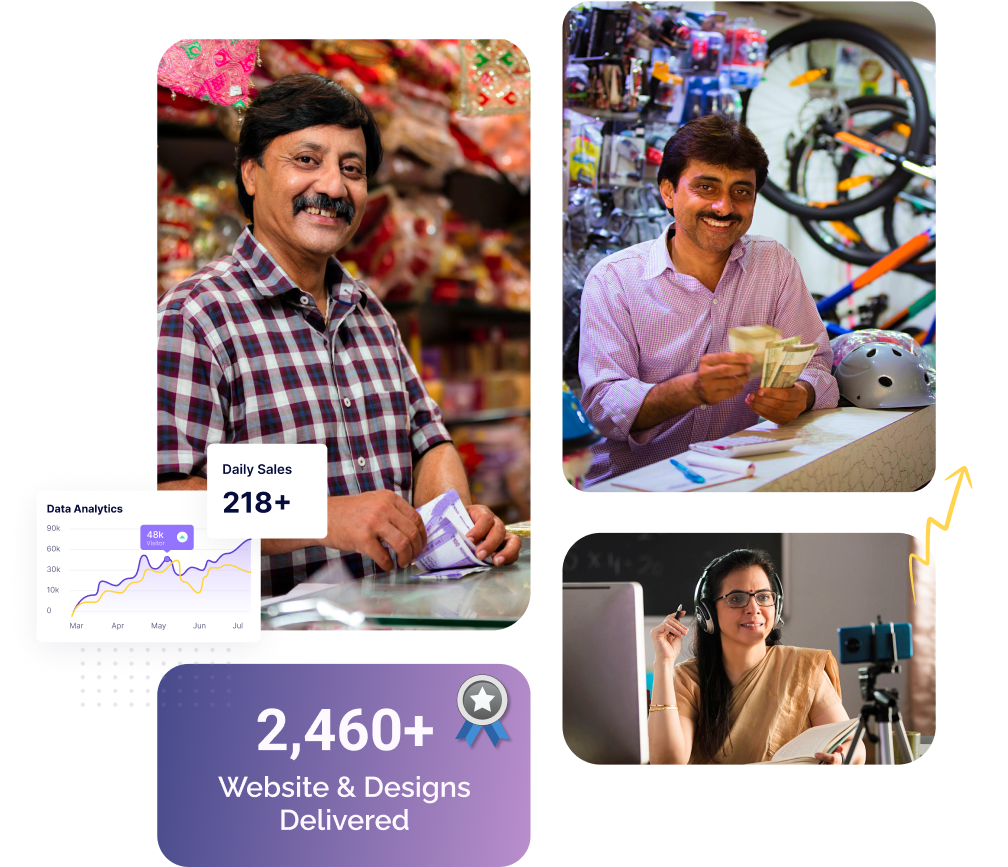 Daily Sales
218+
Data Analytics
90k
60k
30k
10k
0
48k
Visitor
Mar Apr May Jun Jul
2,460+
Website & Designs
Delivered